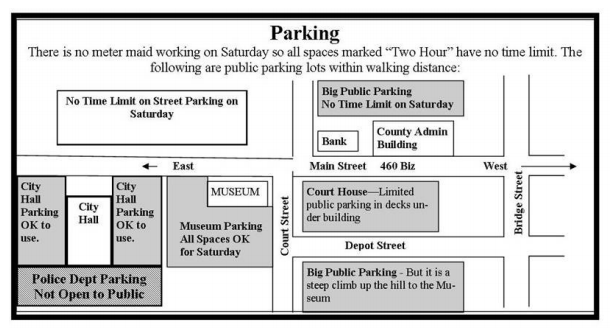 Parking
There is no meter maid working on Saturday so all spaces marked “Two Hour” have no time limit. The
following are public parking lots within walking distance:
No Time Limit on Street Parking on
Saturday
Big Public Parking
No Time Limit on Saturday
Bank
County Admin
Building
East
Main Street 460 Biz
West
City
Hall
Parking
OK to
use.
City
Hall
City
Hall
Parking
OK to
use.
MUSEUM
Museum Parking
All Spaces OK
for Saturday
Court Street
Court House—Limited
public parking in decks un-
der building
Bridge Street
Depot Street
Police Dept Parking
Not Open to Public
Big Public Parking - But it is a
steep climb up the hill to the Mu-
seum